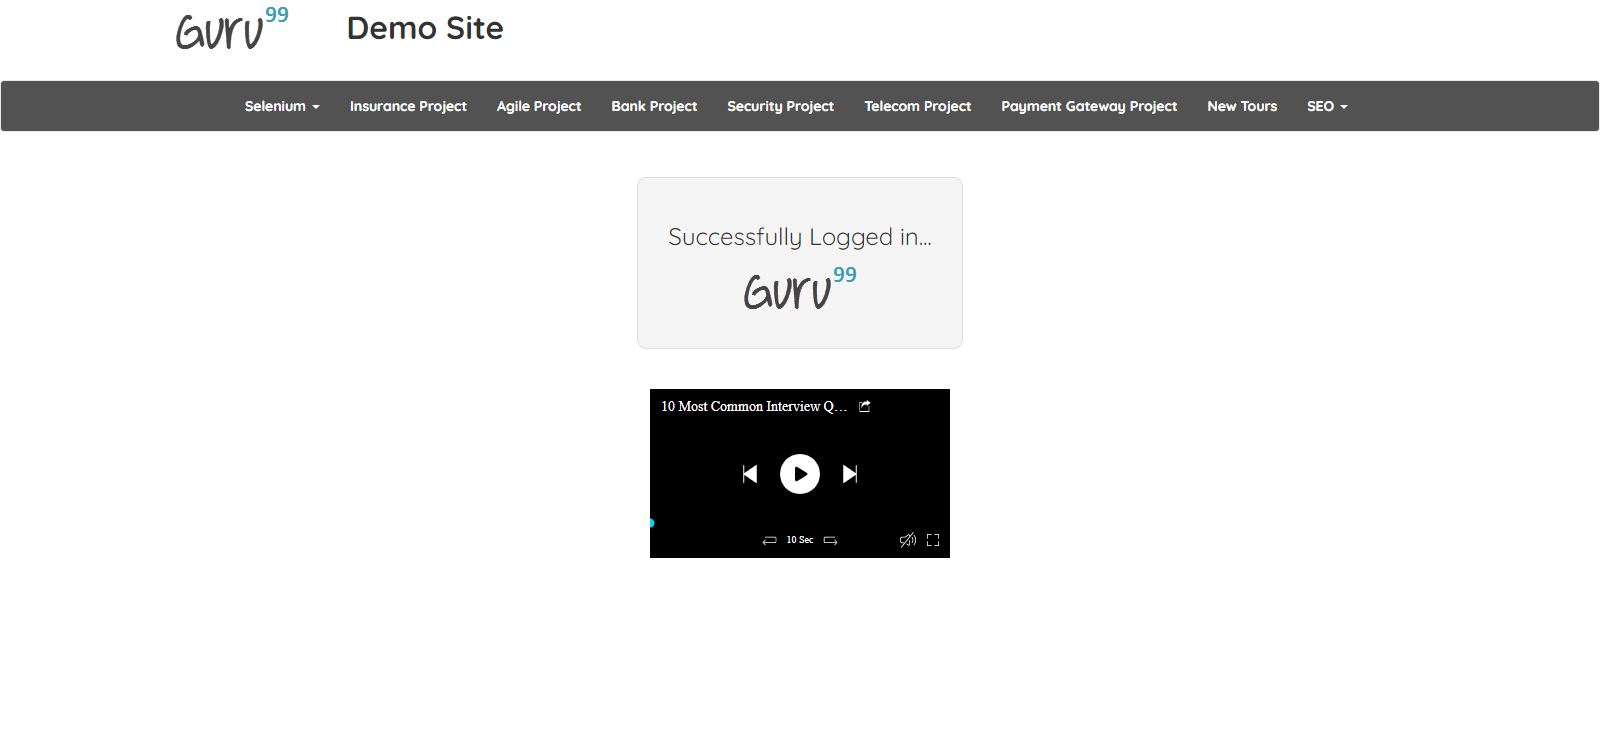 Guru99
Demo Site
Selenium Insurance Project Agile Project Bank Project Security Project Telecom Project Payment Gateway Project New Tours SEO
Successfully Logged in...
Guru99
10 Most Common Interview Q...
10 Sec